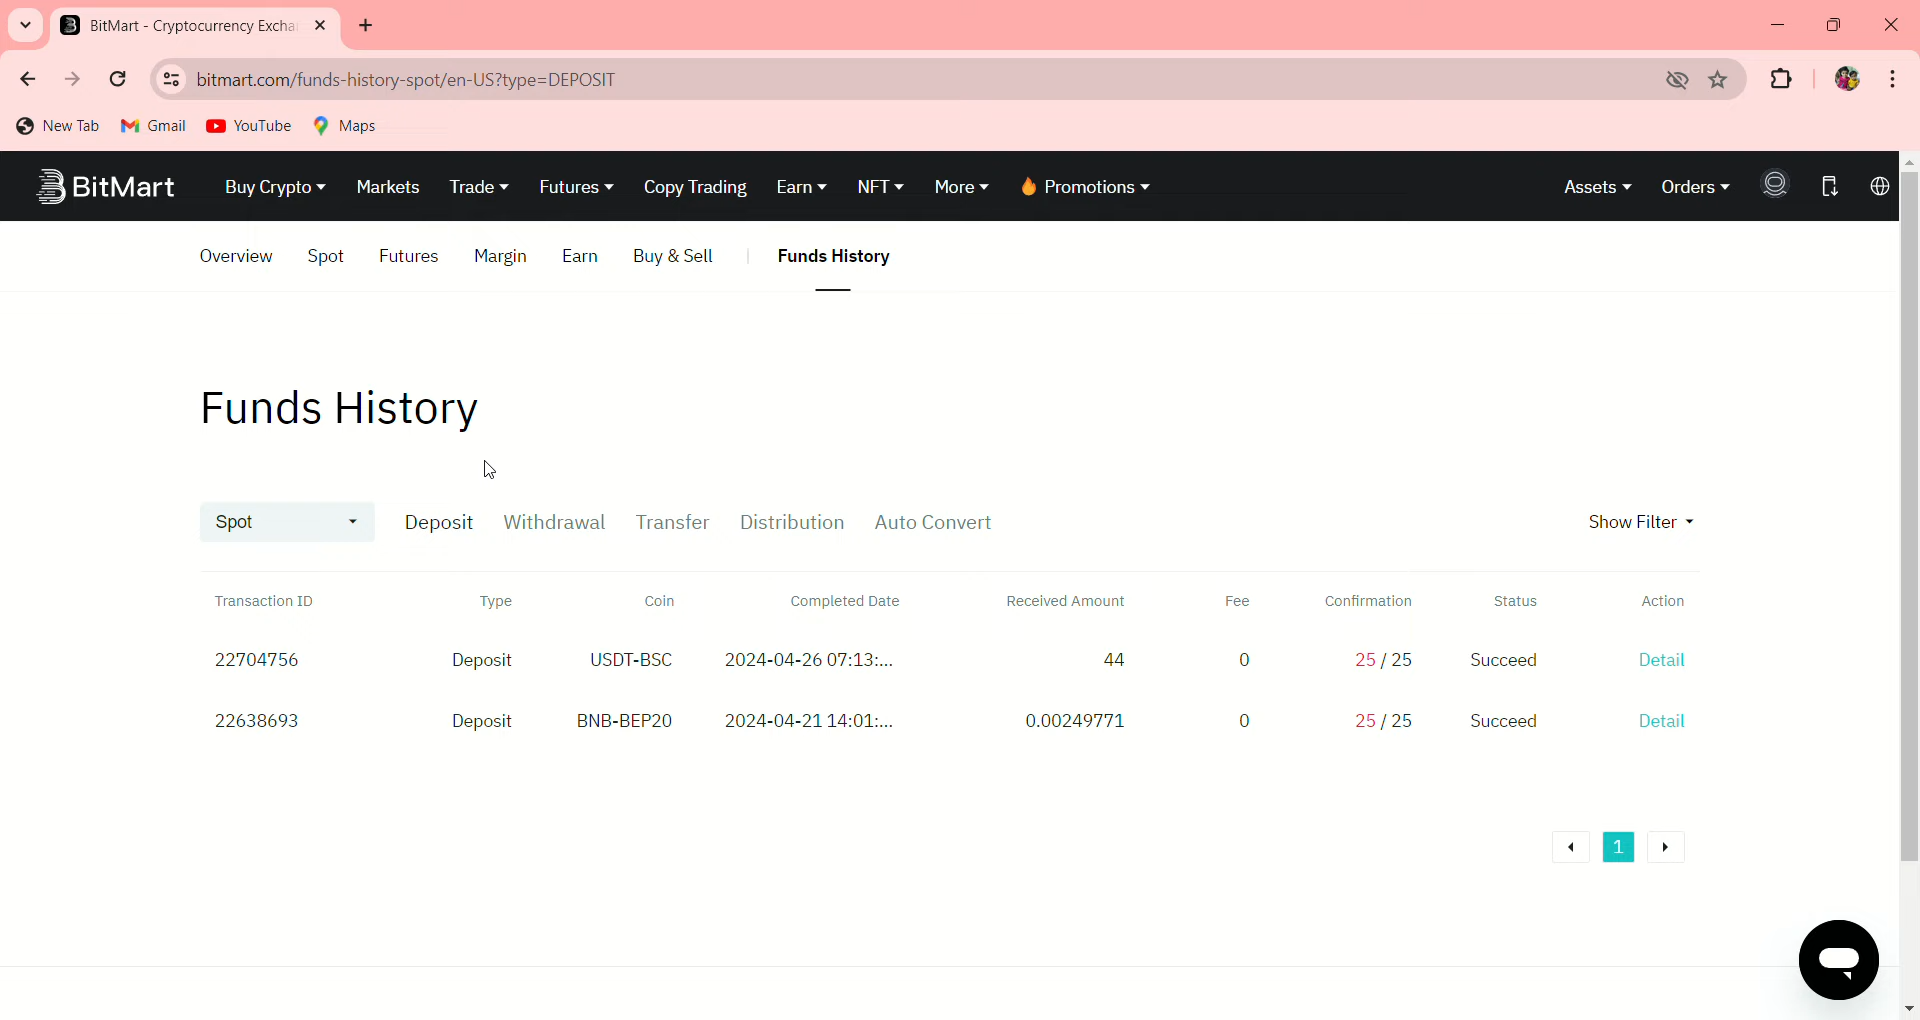 BitMart - Cryptocurrency Excha
bitmart.com/funds-history-spot/en-US?type=DEPOSIT
New Tab Gmail YouTube Maps
BitMart Buy Crypto Markets Trade Futures Copy Trading Earn NFT More Promotions Assets Orders
Overview Spot Futures Margin Earn Buy & Sell Funds History
Funds History
Spot Deposit Withdrawal Transfer Distribution Auto Convert Show Filter
Transaction ID Type Coin Completed Date Received Amount Fee Confirmation Status Action
22704756 Deposit USDT-BSC 2024-04-26 07:13:... 44 0 25 / 25 Succeed Detail
22638693 Deposit BNB-BEP20 2024-04-21 14:01:... 0.00249771 0 25 / 25 Succeed Detail
1